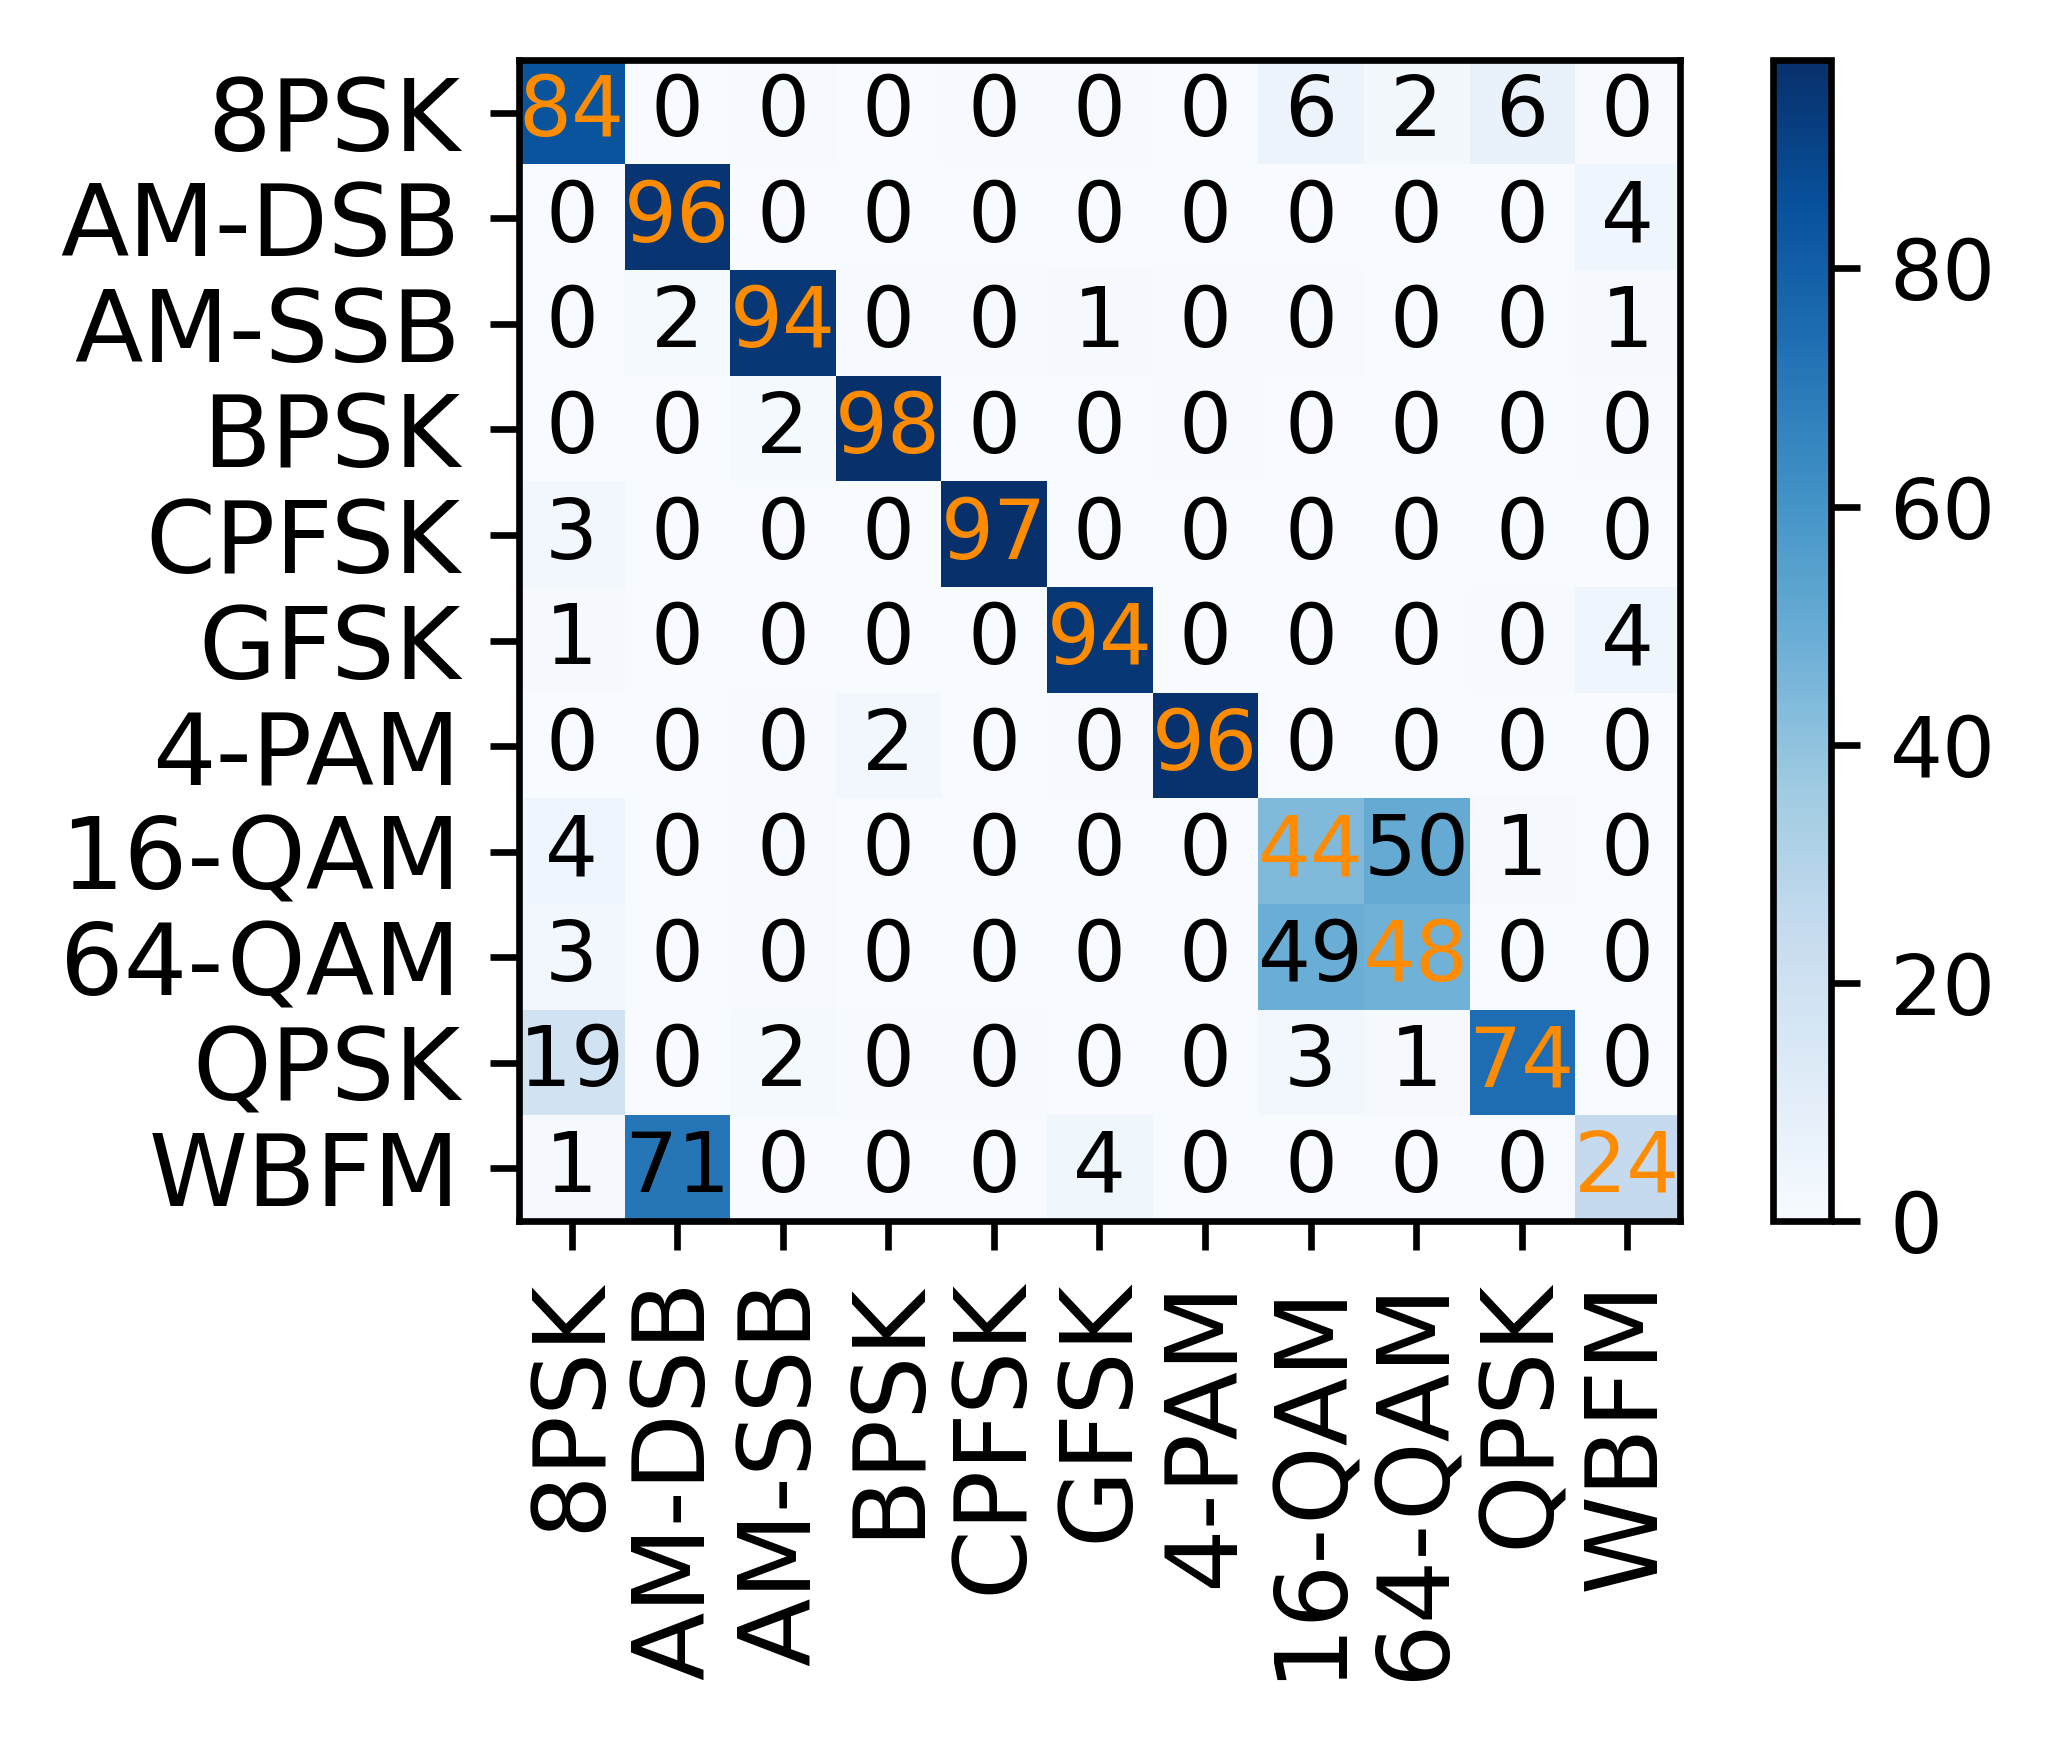 8PSK 84 0 0 0 0 0 0 6 2 6 0
AM-DSB 0 96 0 0 0 0 0 0 0 0 4
AM-SSB 0 2 94 0 0 1 0 0 0 0 1
BPSK 0 0 2 98 0 0 0 0 0 0 0
CPFSK 3 0 0 0 97 0 0 0 0 0 0
GFSK 1 0 0 0 0 94 0 0 0 0 4
4-PAM 0 0 0 2 0 0 96 0 0 0 0
16-QAM 4 0 0 0 0 0 0 44 50 1 0
64-QAM 3 0 0 0 0 0 0 49 48 0 0
QPSK 19 0 2 0 0 0 0 3 1 74 0
WBFM 1 71 0 0 0 4 0 0 0 0 24
8PSK
AM-DSB
AM-SSB
BPSK
CPFSK
GFSK
4-PAM
16-QAM
64-QAM
QPSK
WBFM
80
60
40
20
0